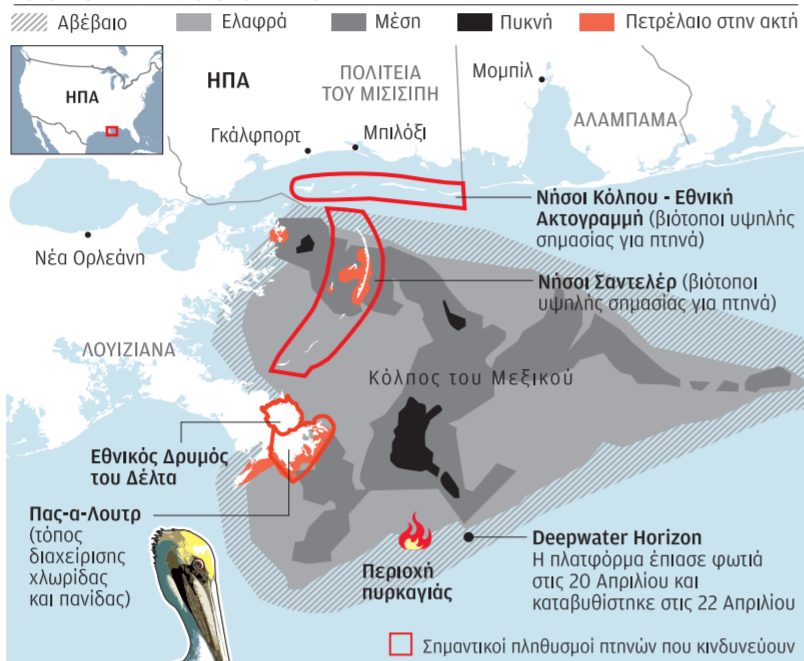 Αβέβαιο
Ελαφρά
Μέση
Πυκνή
Πετρέλαιο στην ακτή
ΗΠΑ
ΗΠΑ
ΠΟΛΙΤΕΙΑ
ΤΟΥ ΜΙΣΙΣΙΠΗ
Μομπίλ
ΑΛΑΜΠΑΜΑ
Γκάλφπορτ
Μπιλόξι
Νήσοι Κόλπου - Εθνική
Ακτογραμμή (βιότοποι υψηλής
σημασίας για πτηνά)
Νέα Ορλεάνη
Νήσοι Σαντελέρ (βιότοποι
υψηλής σημασίας για πτηνά)
ΛΟΥΙΖΙΑΝΑ
Κόλπος του Μεξικού
Εθνικός Δρυμός
του Δέλτα
Πας-α-Λουτρ
(τόπος
διαχείρισης
χλωρίδας
και πανίδας)
Περιοχή
πυρκαγιάς
Deepwater Horizon
Η πλατφόρμα έπιασε φωτιά
στις 20 Απριλίου και
καταβυθίστηκε στις 22 Απριλίου
Σημαντικοί πληθυσμοί πτηνών που κινδυνεύουν